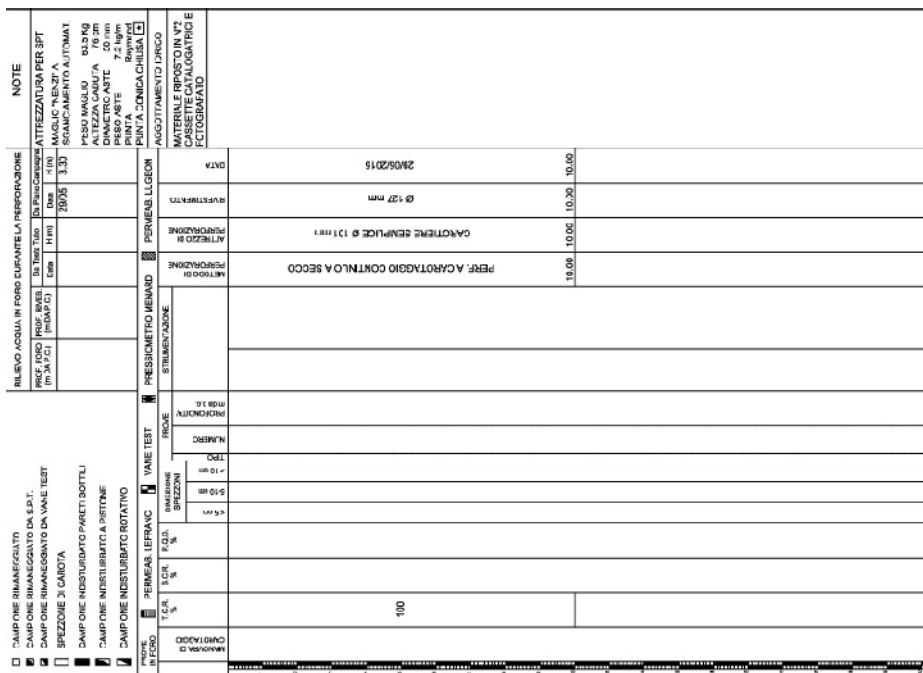 CAMPIONE RIMANEGGIATO
CAMPIONE RIMANEGGIATO DA S.P.T.
CAMPIONE RIMANEGGIATO DA VANE TEST
SPEZZONE DI CAROTA
CAMPIONE INDISTURBATO PARETI SOTTILI
CAMPIONE INDISTURBATO A PISTONE
CAMPIONE INDISTURBATO ROTATIVO
RILIEVO ACQUA IN FORO DURANTE LA PERFORAZIONE
PROF. FORO
PROF. RIVES.
Da Testa Tubo
Da Piano Campagna
(m DA P.C.)
(m DA P.C.)
Data
H (m)
Data
H (m)
29/05
3.30
NOTE
ATTREZZATURA PER SPT
MAGLIO "NENZI" A
SGANCIAMENTO AUTOMAT.
PESO MAGLIO 63.5 Kg
ALTEZZA CADUTA 76 cm
DIAMETRO ASTE 50 mm
PESO ASTE 7.2 kg/m
PUNTA Raymond
PUNTA CONICA CHIUSA
AGGOTTAMENTO IDRICO
MATERIALE RIPOSTO IN N°2
CASSETTE CATALOGATRICI E
FOTOGRAFATO
PROVE
IN FORO
PERMEAB. LEFRANC
VANE TEST
PRESSIOMETRO MENARD
PERMEAB. LUGEON
MANOVRA DI
CAROTAGGIO
T.C.R.
%
S.C.R.
%
R.Q.D.
%
DIMESIONE
SPEZZONI
< 5 cm
5-10 cm
> 10 cm
PROVE
TIPO
NUMERO
PROFONDITA'
m da p.c.
STRUMENTAZIONE
METODO DI
PERFORAZIONE
ATTREZZO DI
PERFORAZIONE
RIVESTIMENTO
DATA
100
PERF. A CAROTAGGIO CONTINUO A SECCO
CAROTIERE SEMPLICE Ø 101 mm
Ø 127 mm
29/05/2015
10.00
10.00
10.00
10.00